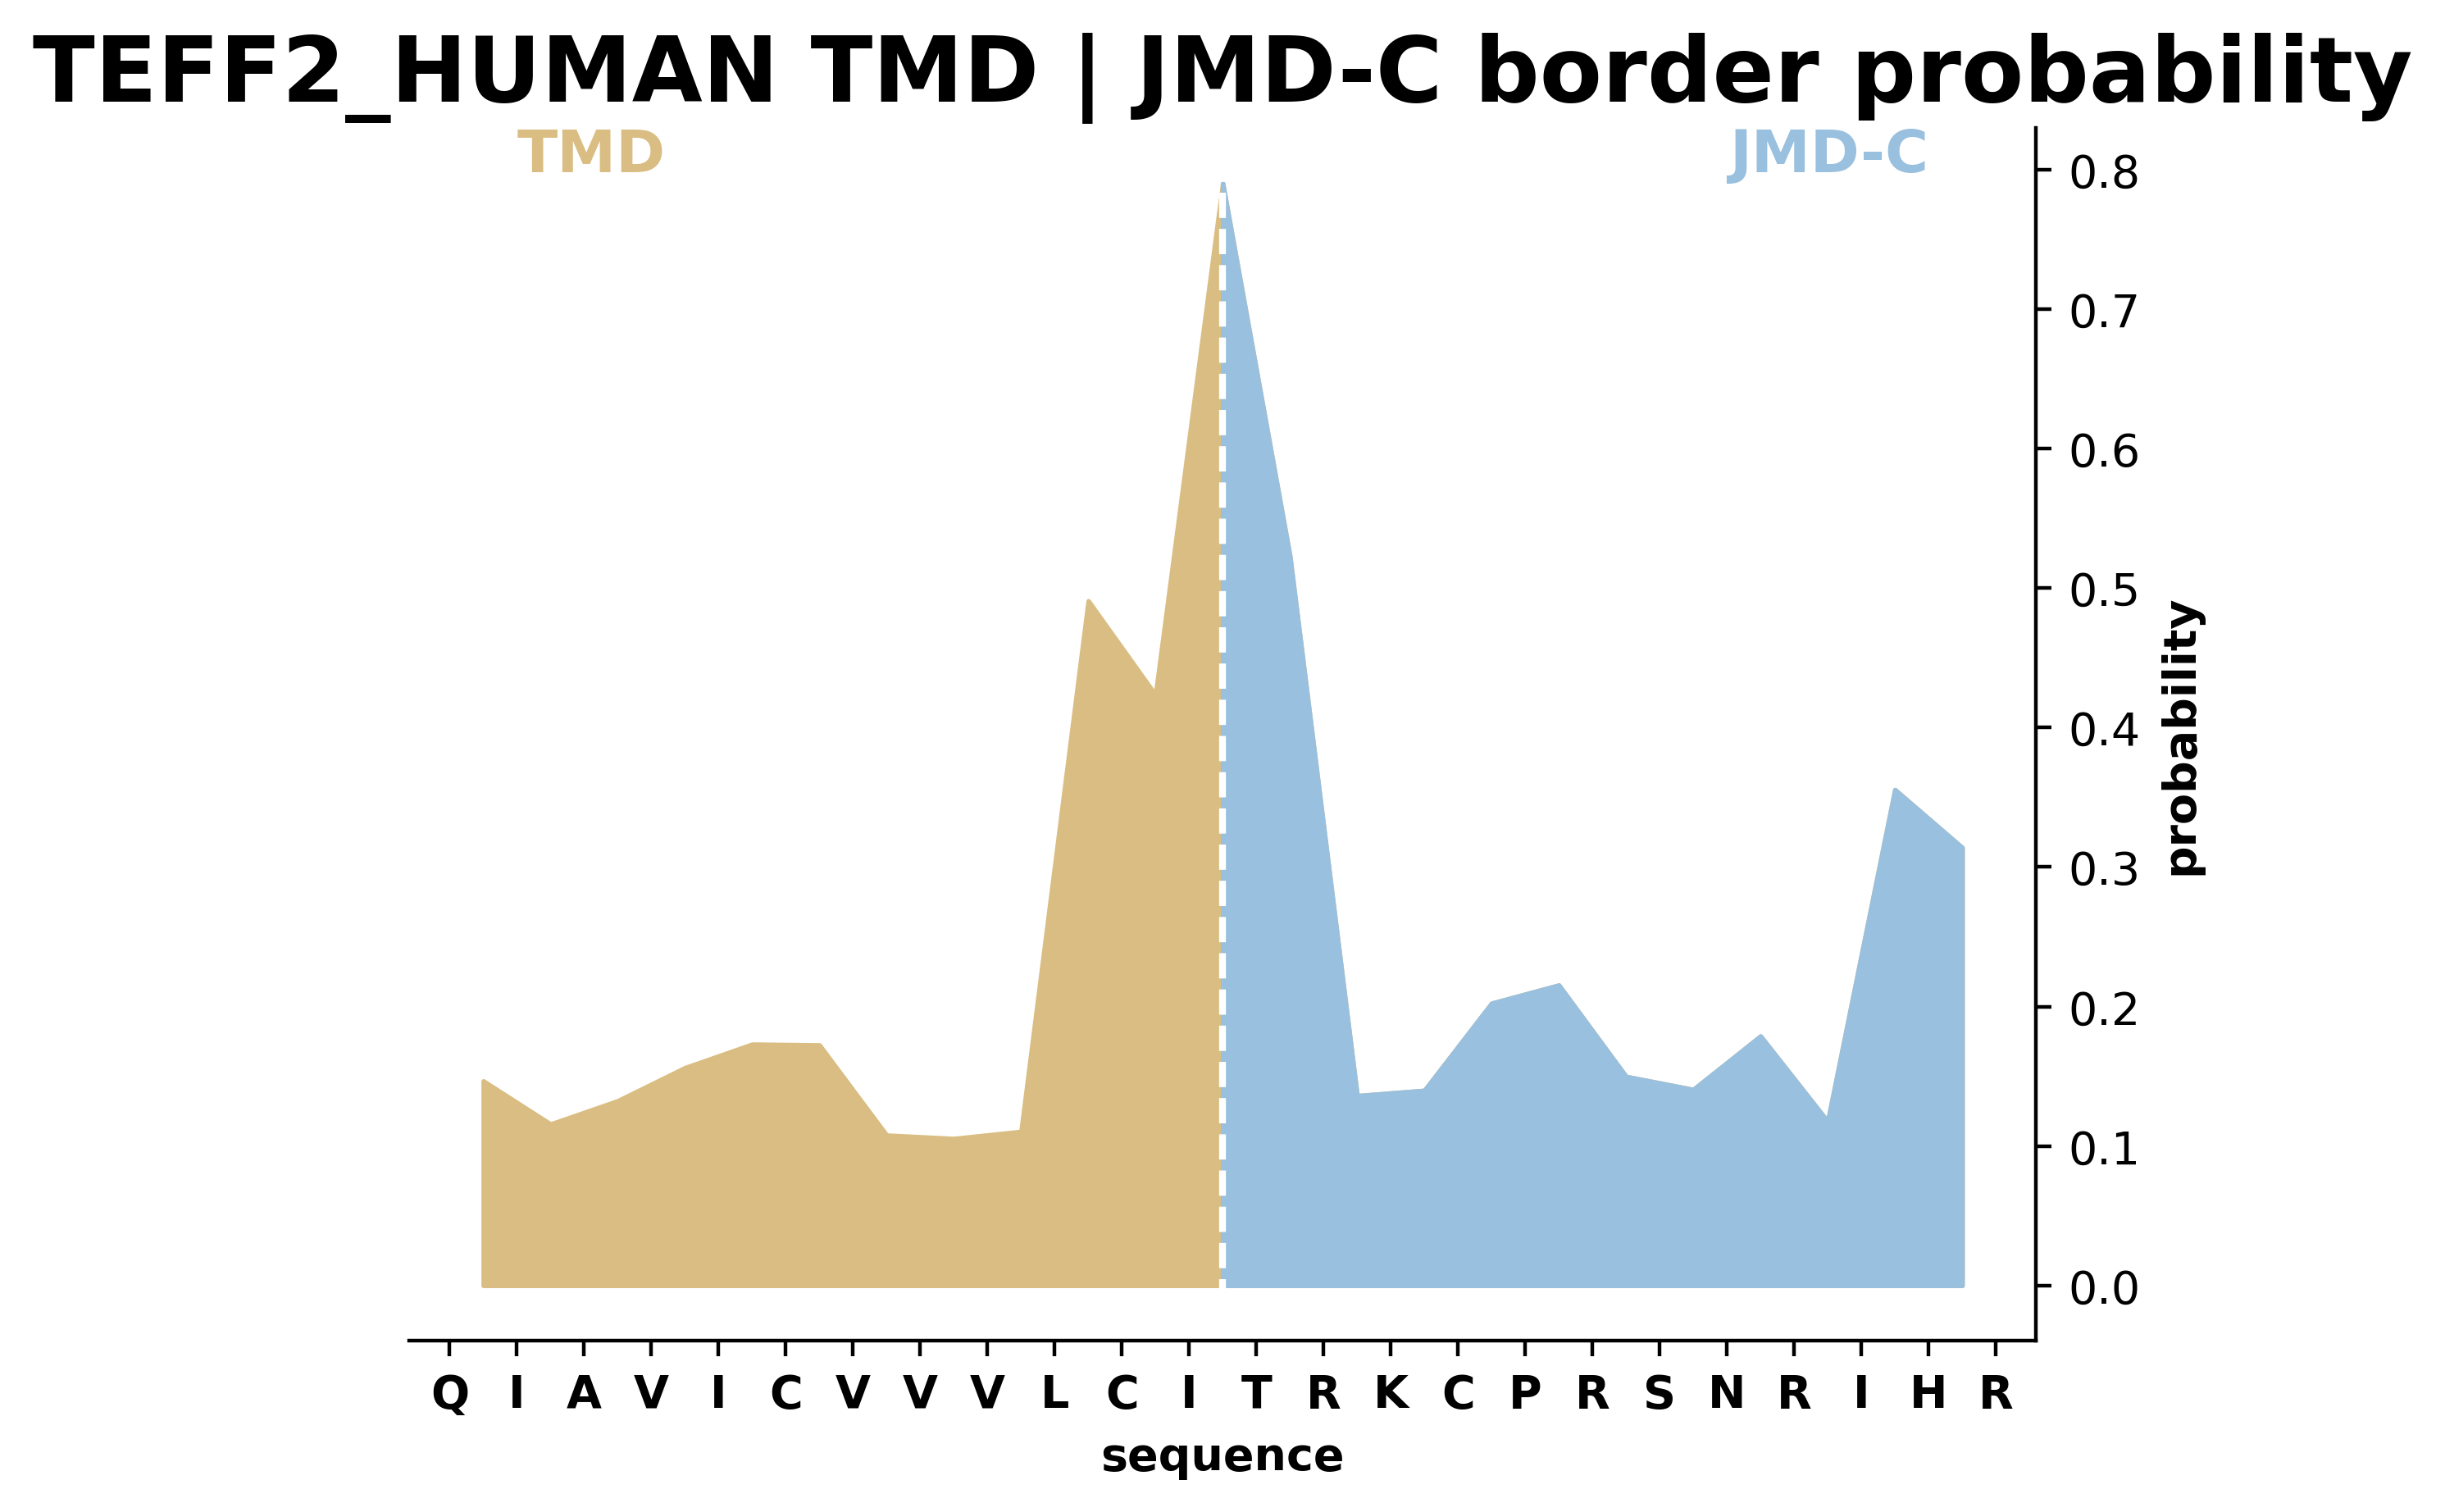 TEFF2_HUMAN TMD | JMD-C border probability
TMD JMD-C
0.8
0.7
0.6
0.5
0.4
0.3
0.2
0.1
0.0
probability
Q I A V I C V V V L C I T R K C P R S N R I H R
sequence